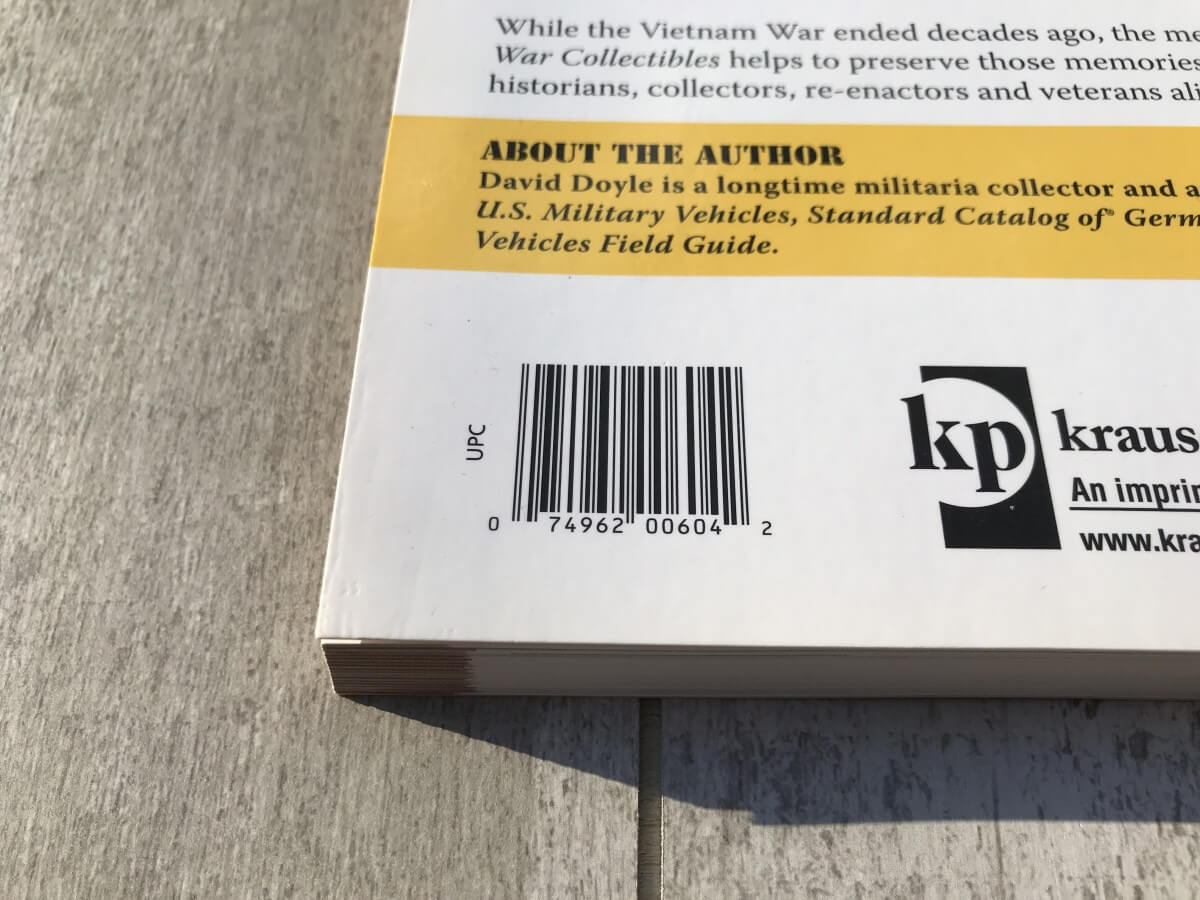 While the Vietnam War ended decades ago, the me
War Collectibles helps to preserve those memories
historians, collectors, re-enactors and veterans ali
ABOUT THE AUTHOR
David Doyle is a longtime militaria collector and a
U.S. Military Vehicles, Standard Catalog of® Germ
Vehicles Field Guide.
UPC
0 74962 00604 2
kp kraus
An imprin
www.kra